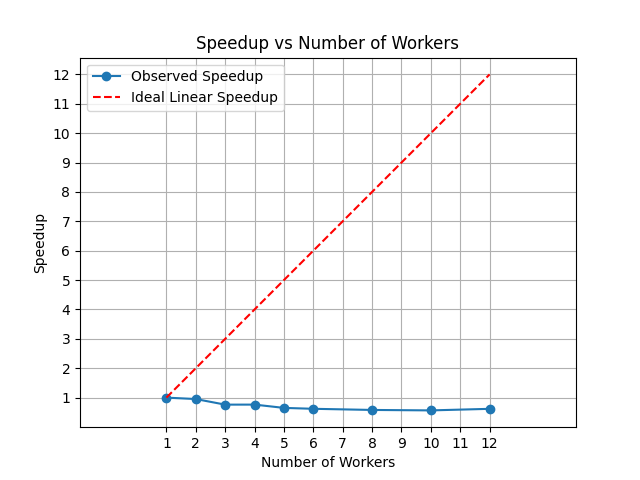 Speedup vs Number of Workers
Observed Speedup
Ideal Linear Speedup
12
11
10
9
8
7
6
5
4
3
2
1
Speedup
1 2 3 4 5 6 7 8 9 10 11 12
Number of Workers